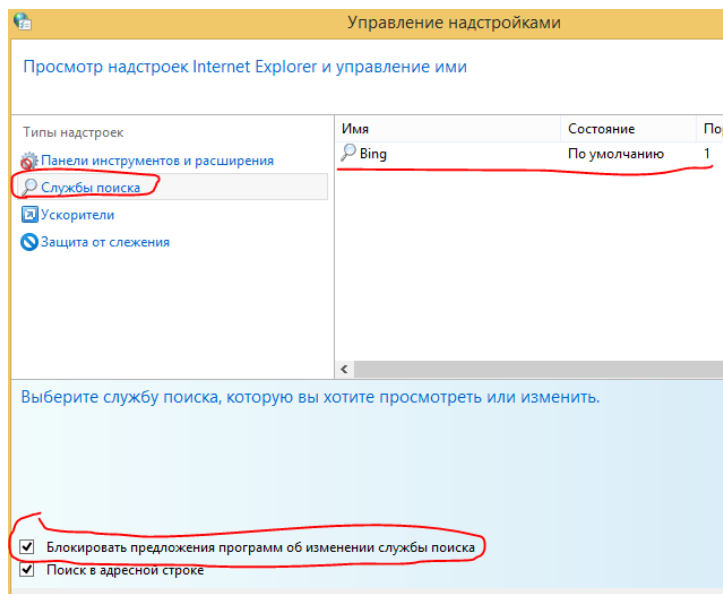 Управление надстройками
Просмотр надстроек Internet Explorer и управление ими
Типы надстроек
Панели инструментов и расширения
Службы поиска
Ускорители
Защита от слежения
Имя Состояние По
Bing По умолчанию 1
Выберите службу поиска, которую вы хотите просмотреть или изменить.
Блокировать предложения программ об изменении службы поиска
Поиск в адресной строке